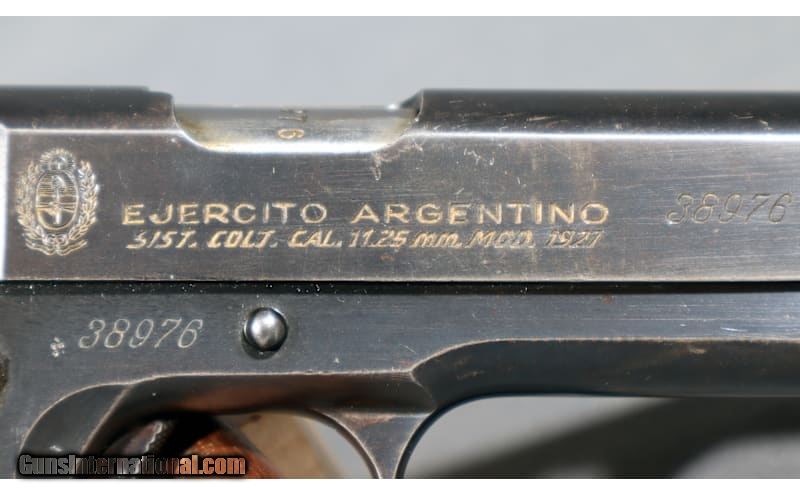 EJERCITO ARGENTINO
SIST. COLT. CAL. 11.25 mm. MOD. 1927
38976
38976
GunsInternational.com